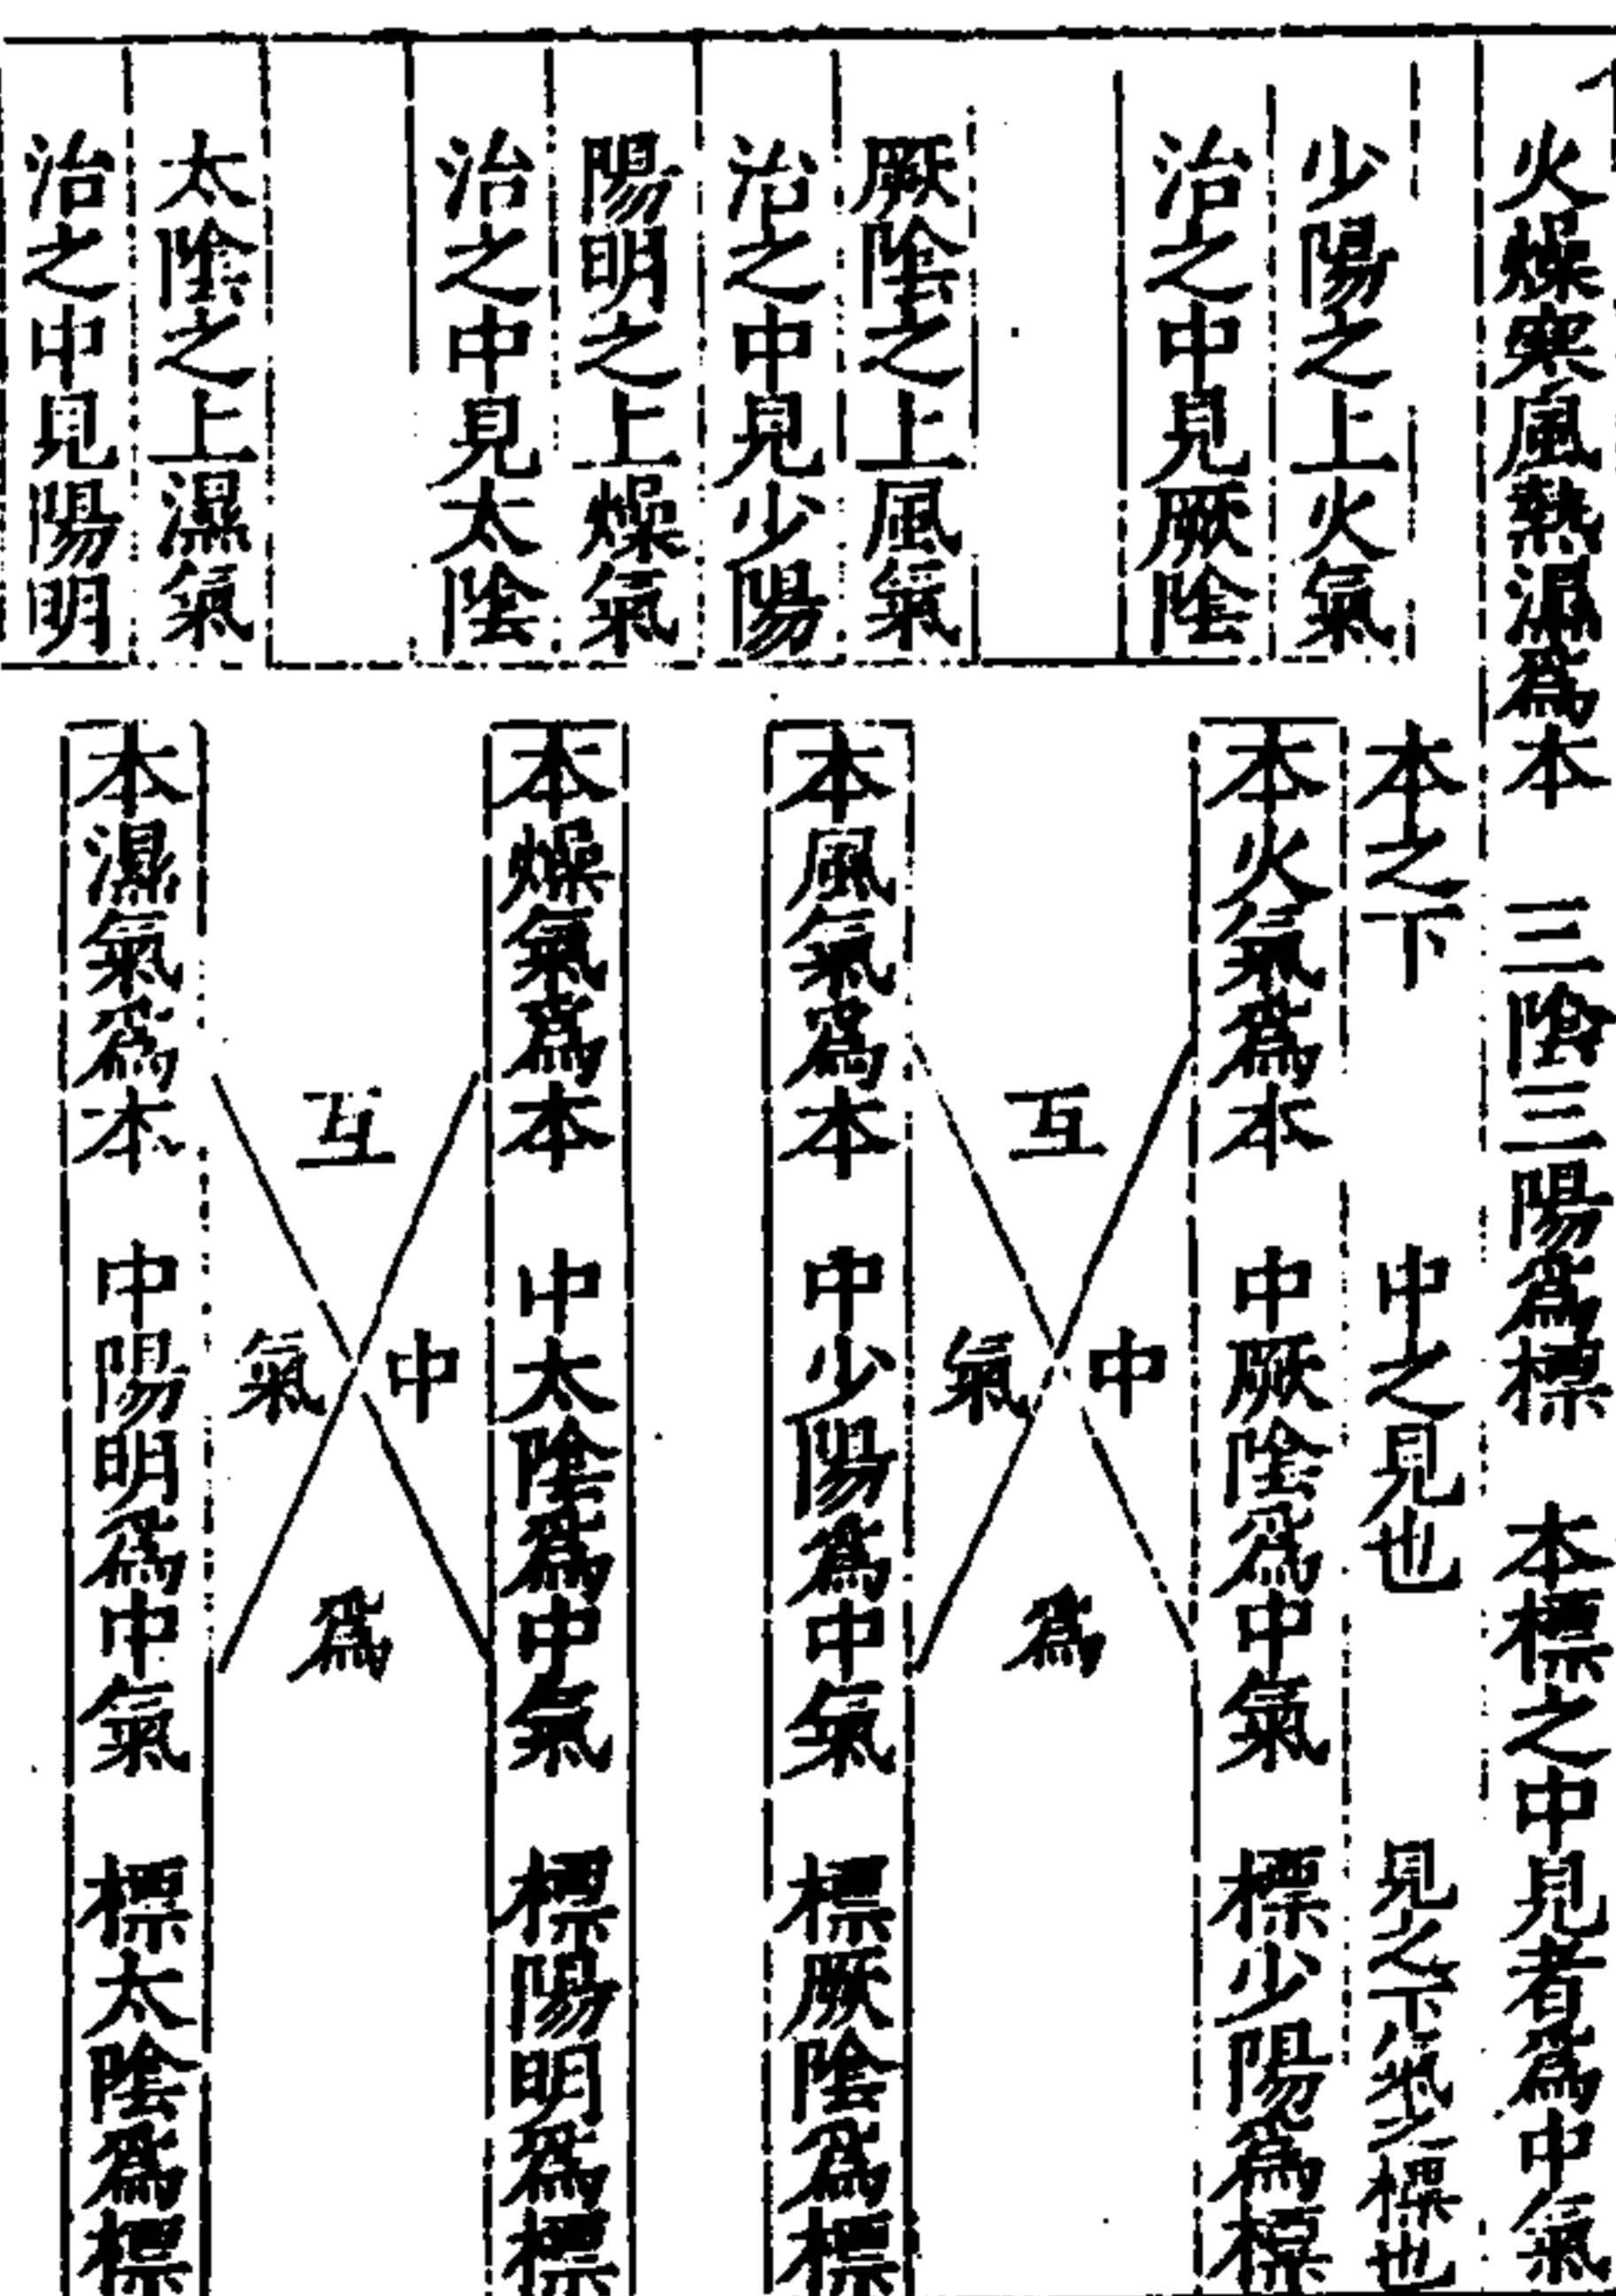 火燥寒風熱濕爲本　三陰三陽爲標　本標之中見者爲中氣
本之下　中之見也　見之下氣之標也
少陽之上火氣
治之中見厥陰
本火氣爲本　中厥陰爲中氣　標少陽爲標
互
中氣
爲
厥陰之上風氣
治之中見少陽
本風氣爲本　中少陽爲中氣　標厥陰爲標
陽明之上燥氣
治之中見太陰
本燥氣爲本　中太陰爲中氣　標陽明爲標
互
中氣
爲
太陰之上濕氣
治之中見陽明
本濕氣爲本　中陽明爲中氣　標太陰爲標